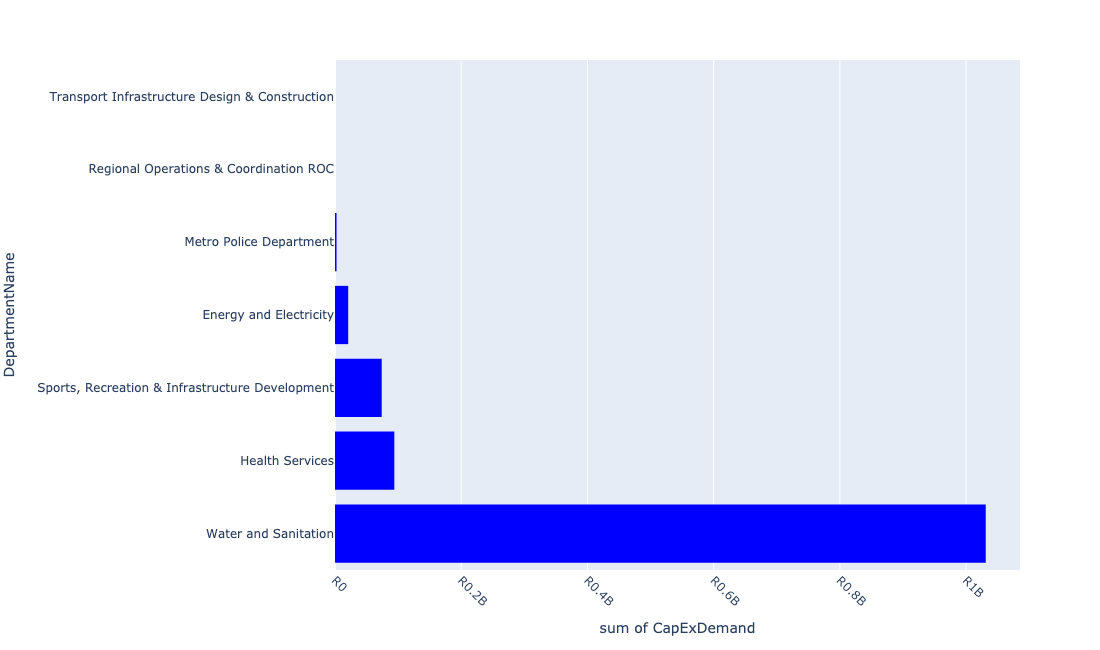 Transport Infrastructure Design & Construction
Regional Operations & Coordination ROC
Metro Police Department
Energy and Electricity
Sports, Recreation & Infrastructure Development
Health Services
Water and Sanitation
DepartmentName
R0
R0.2B
R0.4B
R0.6B
R0.8B
R1B
sum of CapExDemand